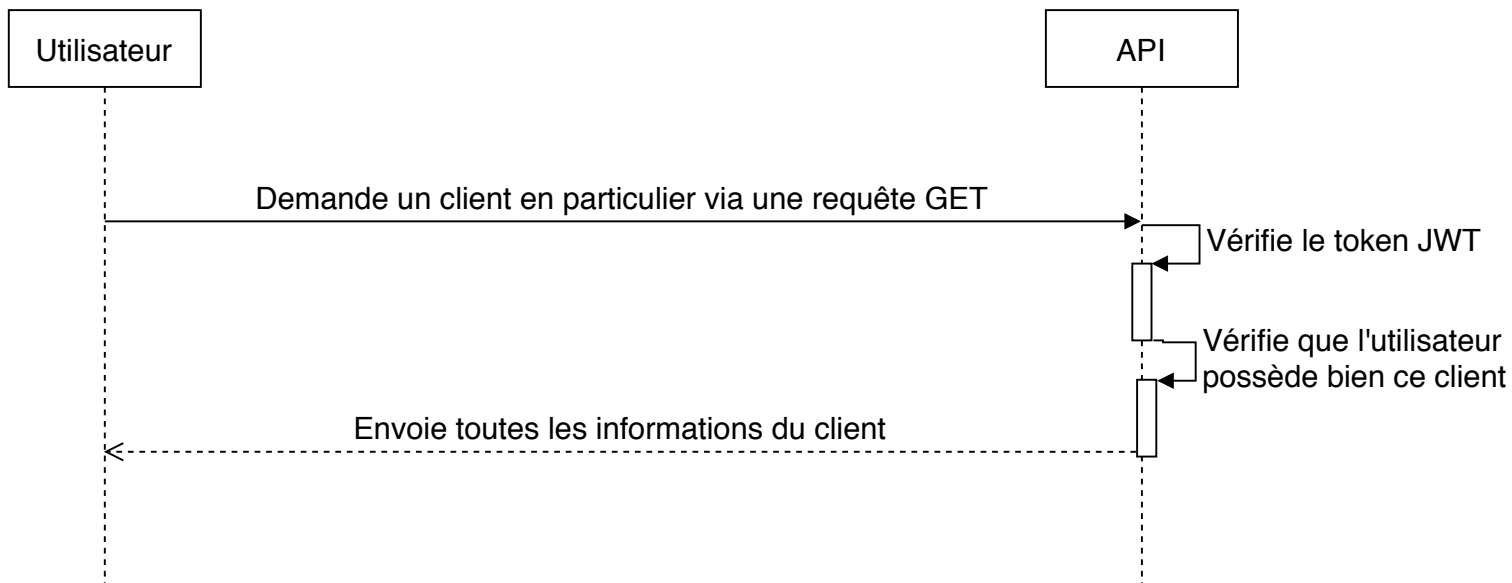 Utilisateur
API
Demande un client en particulier via une requête GET
Vérifie le token JWT
Vérifie que l'utilisateur
possède bien ce client
Envoie toutes les informations du client